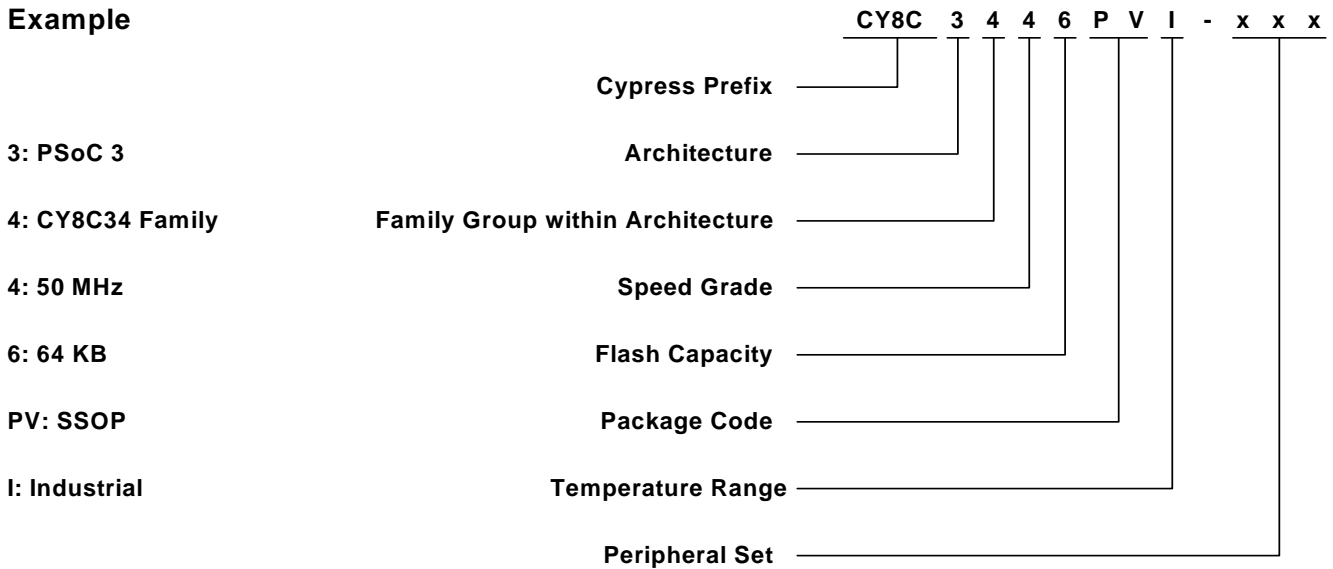 Example CY8C 3 4 4 6 P V I - x x x
Cypress Prefix
3: PSoC 3 Architecture
4: CY8C34 Family Family Group within Architecture
4: 50 MHz Speed Grade
6: 64 KB Flash Capacity
PV: SSOP Package Code
I: Industrial Temperature Range
Peripheral Set